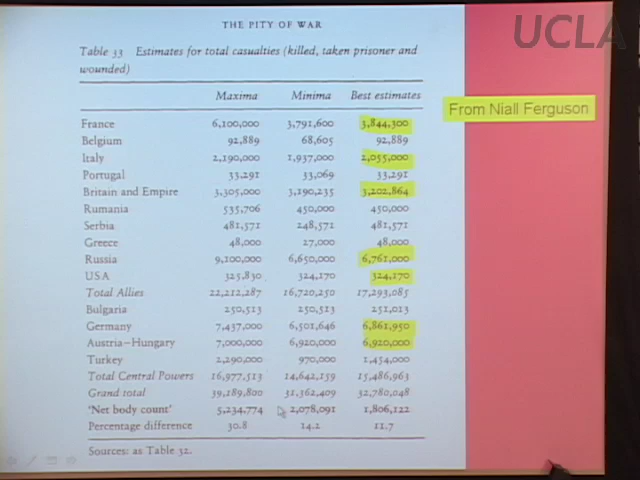 UCLA
THE PITY OF WAR
Table 33 Estimates for total casualties (killed, taken prisoner and
wounded)
Maxima Minima Best estimates
From Niall Ferguson
France 6,100,000 3,791,600 3,844,300
Belgium 92,889 68,605 92,889
Italy 2,190,000 1,937,000 2,055,000
Portugal 33,291 33,069 33,291
Britain and Empire 3,305,000 3,190,235 3,202,864
Rumania 535,706 450,000 450,000
Serbia 481,571 248,571 481,571
Greece 48,000 27,000 48,000
Russia 9,100,000 6,650,000 6,761,000
USA 325,830 324,170 324,170
Total Allies 22,212,287 16,720,250 17,293,085
Bulgaria 250,513 250,513 251,013
Germany 7,437,000 6,501,646 6,861,950
Austria–Hungary 7,000,000 6,920,000 6,920,000
Turkey 2,290,000 970,000 1,454,000
Total Central Powers 16,977,513 14,642,159 15,486,963
Grand total 39,189,800 31,362,409 32,780,048
'Net body count' 5,234,774 2,078,091 1,806,122
Percentage difference 30.8 14.2 11.7
Sources: as Table 32.